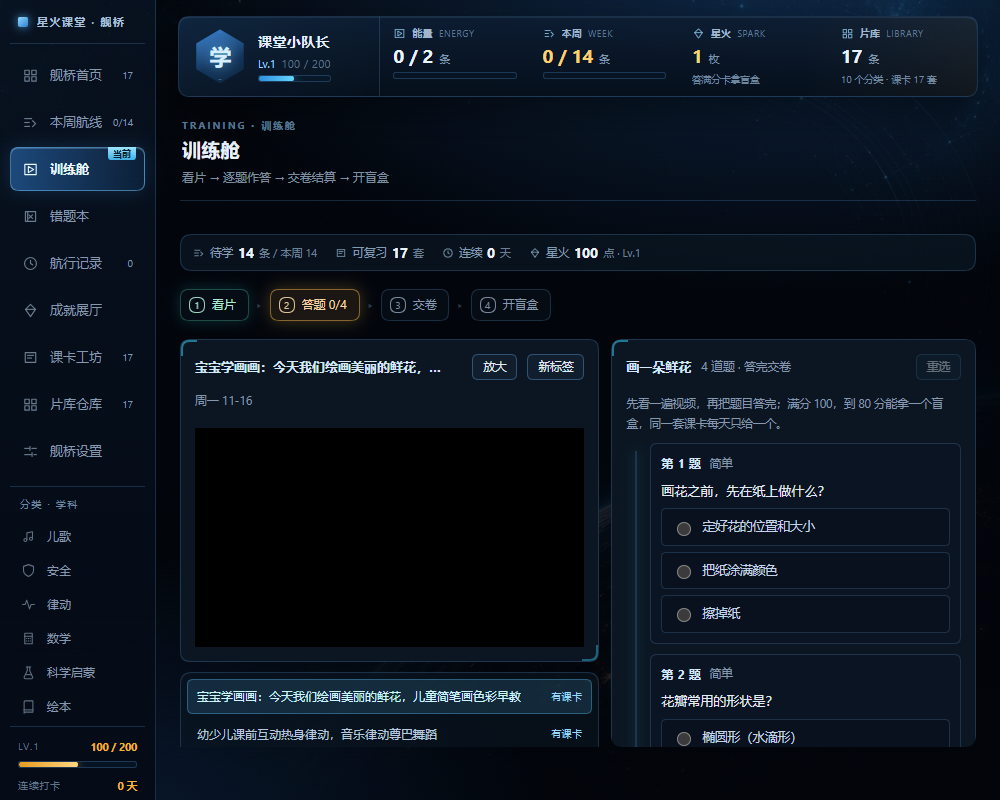 星火课堂 · 舰桥
舰桥首页 17
本周航线 0/14
训练舱 当前
错题本
航行记录 0
成就展厅
课卡工坊 17
片库仓库 17
舰桥设置
分类 · 学科
儿歌
安全
律动
数学
科学启蒙
绘本
LV.1 100 / 200
连续打卡 0 天
学
课堂小队长
Lv.1 100 / 200
能量 ENERGY
0 / 2 条
本周 WEEK
0 / 14 条
星火 SPARK
1 枚
答满分卡拿盲盒
片库 LIBRARY
17 条
10 个分类 · 课卡 17 套
TRAINING · 训练舱
训练舱
看片 → 逐题作答 → 交卷结算 → 开盲盒
待学 14 条 / 本周 14 可复习 17 套 连续 0 天 星火 100 点 · Lv.1
1 看片 2 答题 0/4 3 交卷 4 开盲盒
宝宝学画画：今天我们绘画美丽的鲜花，... 放大 新标签
周一 11-16
宝宝学画画：今天我们绘画美丽的鲜花，儿童简笔画色彩早教 有课卡
幼少儿课前互动热身律动，音乐律动尊巴舞蹈 有课卡
画一朵鲜花 4 道题 · 答完交卷 重选
先看一遍视频，再把题目答完；满分 100，到 80 分能拿一个盲
盒，同一套课卡每天只给一个。
第 1 题 简单
画花之前，先在纸上做什么？
定好花的位置和大小
把纸涂满颜色
擦掉纸
第 2 题 简单
花瓣常用的形状是？
椭圆形（水滴形）